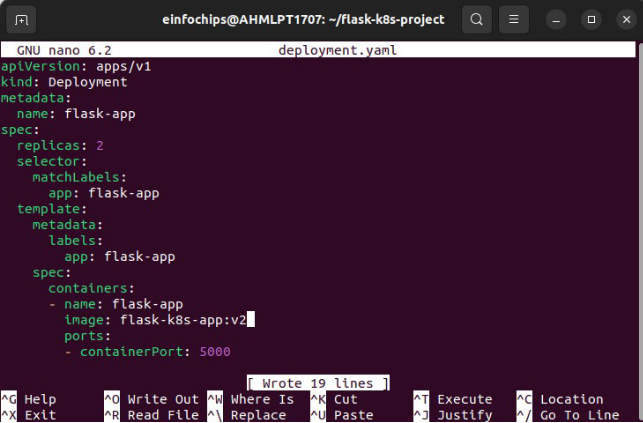 einfochips@AHMLPT1707: ~/flask-k8s-project
GNU nano 6.2 deployment.yaml
apiVersion: apps/v1
kind: Deployment
metadata:
  name: flask-app
spec:
  replicas: 2
  selector:
    matchLabels:
      app: flask-app
  template:
    metadata:
      labels:
        app: flask-app
    spec:
      containers:
      - name: flask-app
        image: flask-k8s-app:v2
        ports:
        - containerPort: 5000
[ Wrote 19 lines ]
^G Help ^O Write Out ^W Where Is ^K Cut ^T Execute ^C Location
^X Exit ^R Read File ^\ Replace ^U Paste ^J Justify ^/ Go To Line